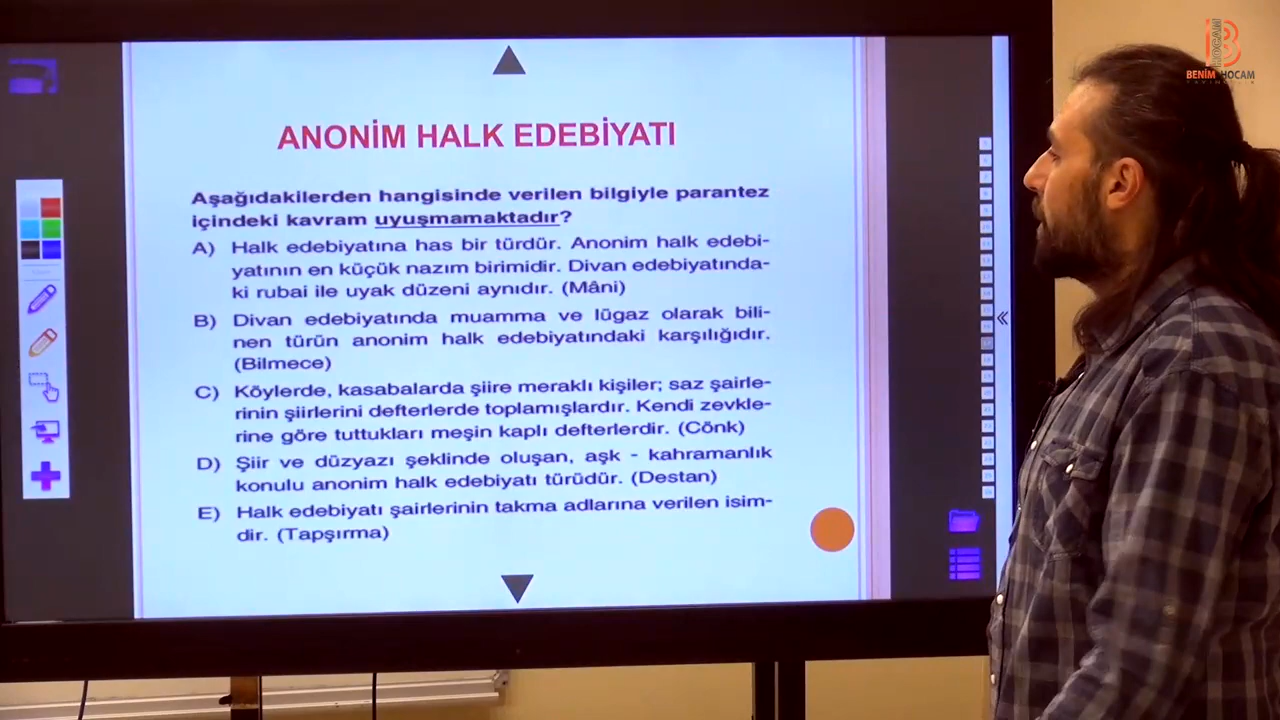 BENİM HOCAM
ANONİM HALK EDEBİYATI
Aşağıdakilerden hangisinde verilen bilgiyle parantez
içindeki kavram uyuşmamaktadır?
A) Halk edebiyatına has bir türdür. Anonim halk edebi-
yatının en küçük nazım birimidir. Divan edebiyatında-
ki rubai ile uyak düzeni aynıdır. (Mâni)
B) Divan edebiyatında muamma ve lügaz olarak bili-
nen türün anonim halk edebiyatındaki karşılığıdır.
(Bilmece)
C) Köylerde, kasabalarda şiire meraklı kişiler; saz şairle-
rinin şiirlerini defterlerde toplamışlardır. Kendi zevkle-
rine göre tuttukları meşin kaplı defterlerdir. (Cönk)
D) Şiir ve düzyazı şeklinde oluşan, aşk - kahramanlık
konulu anonim halk edebiyatı türüdür. (Destan)
E) Halk edebiyatı şairlerinin takma adlarına verilen isim-
dir. (Tapşırma)